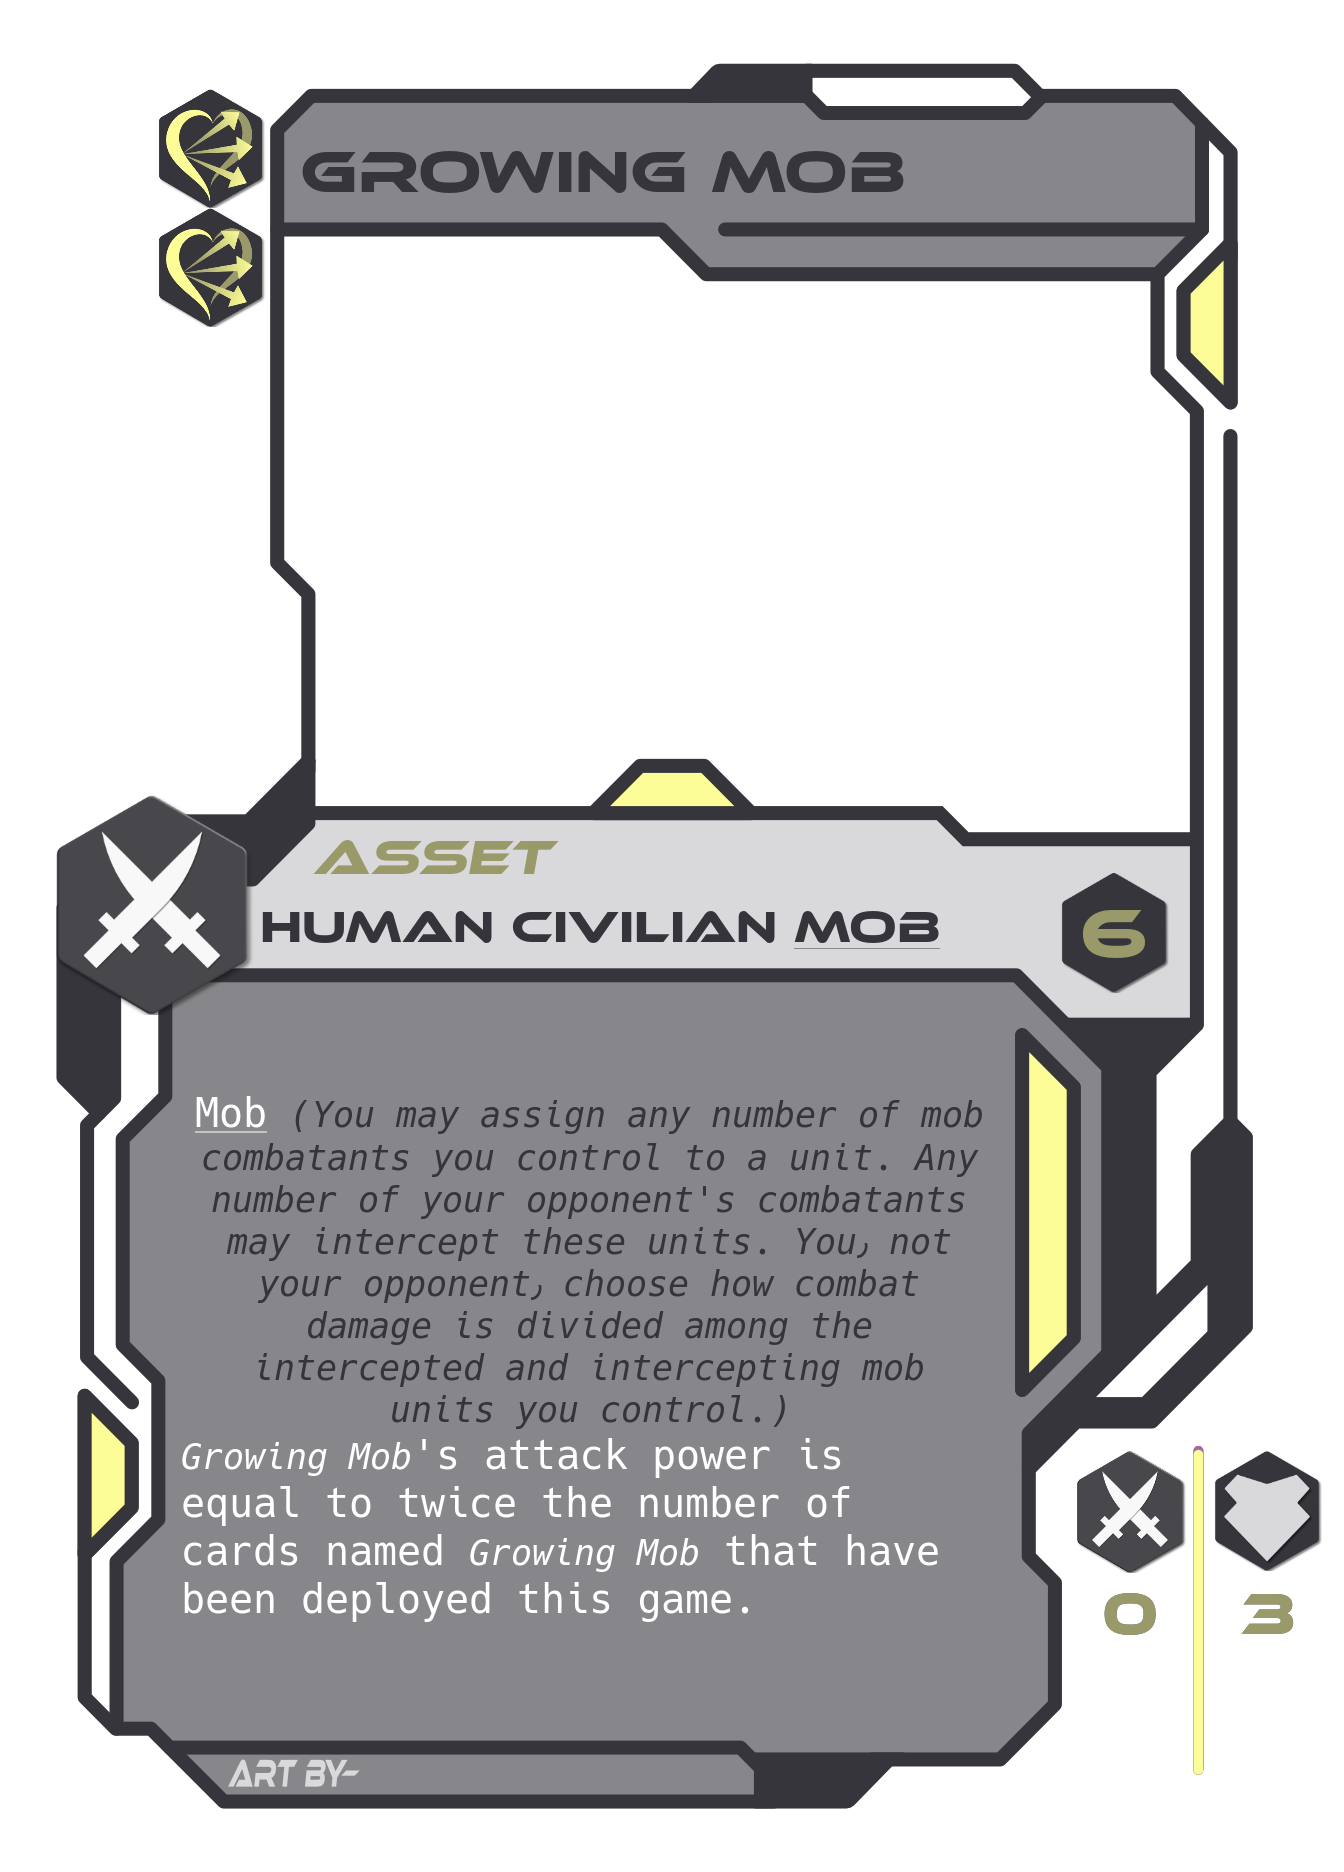 GROWING MOB
ASSET
HUMAN CIVILIAN MOB
6
Mob (You may assign any number of mob
combatants you control to a unit. Any
number of your opponent's combatants
may intercept these units. You, not
your opponent, choose how combat
damage is divided among the
intercepted and intercepting mob
units you control.)
Growing Mob's attack power is
equal to twice the number of
cards named Growing Mob that have
been deployed this game.
0 3
ART BY-